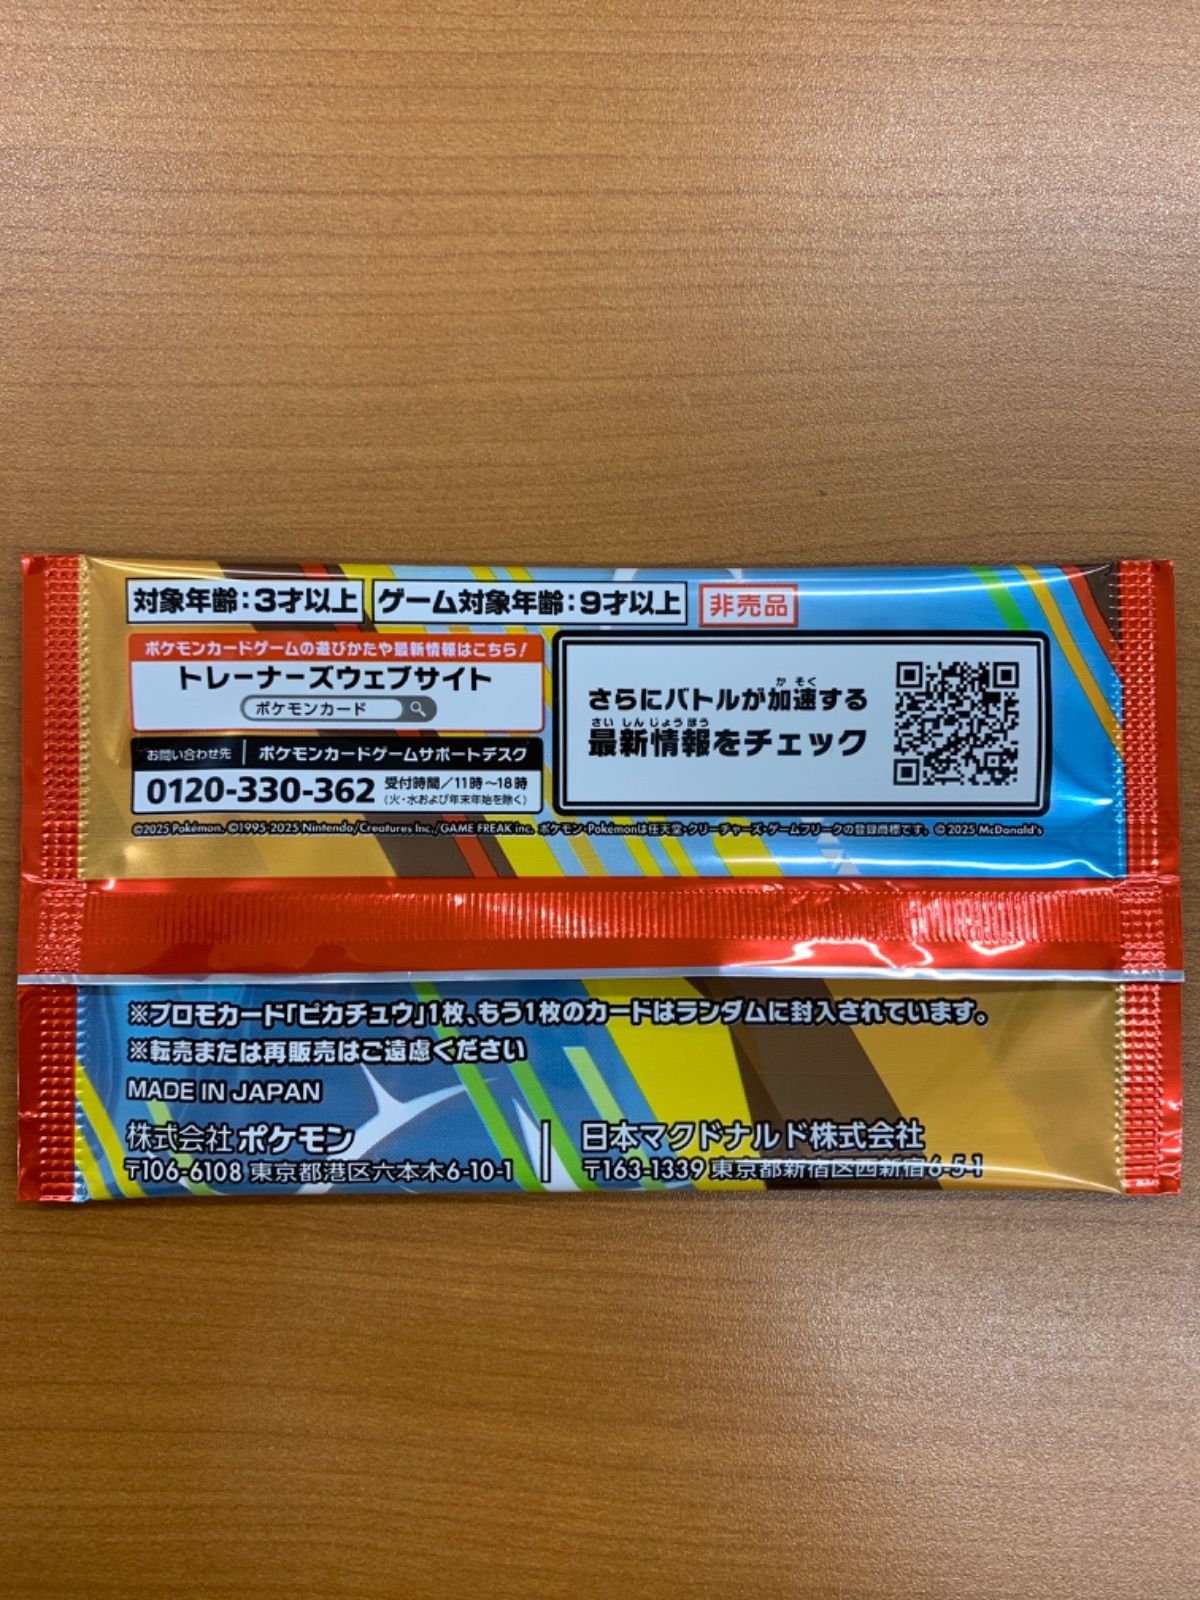 対象年齢:3才以上 ゲーム対象年齢:9才以上 非売品
ポケモンカードゲームの遊びかたや最新情報はこちら!
トレーナーズウェブサイト
ポケモンカード
お問い合わせ先 ポケモンカードゲームサポートデスク
0120-330-362 受付時間/11時〜18時
(火・水および年末年始を除く)
かそく
さらにバトルが加速する
さいしんじょうほう
最新情報をチェック
©2025 Pokémon. ©1995-2025 Nintendo/Creatures Inc./GAME FREAK inc. ポケモン・Pokémonは任天堂・クリーチャーズ・ゲームフリークの登録商標です。 © 2025 McDonald's
※プロモカード「ピカチュウ」1枚、もう1枚のカードはランダムに封入されています。
※転売または再販売はご遠慮ください
MADE IN JAPAN
株式会社ポケモン
〒106-6108 東京都港区六本木6-10-1
日本マクドナルド株式会社
〒163-1339 東京都新宿区西新宿6-5-1